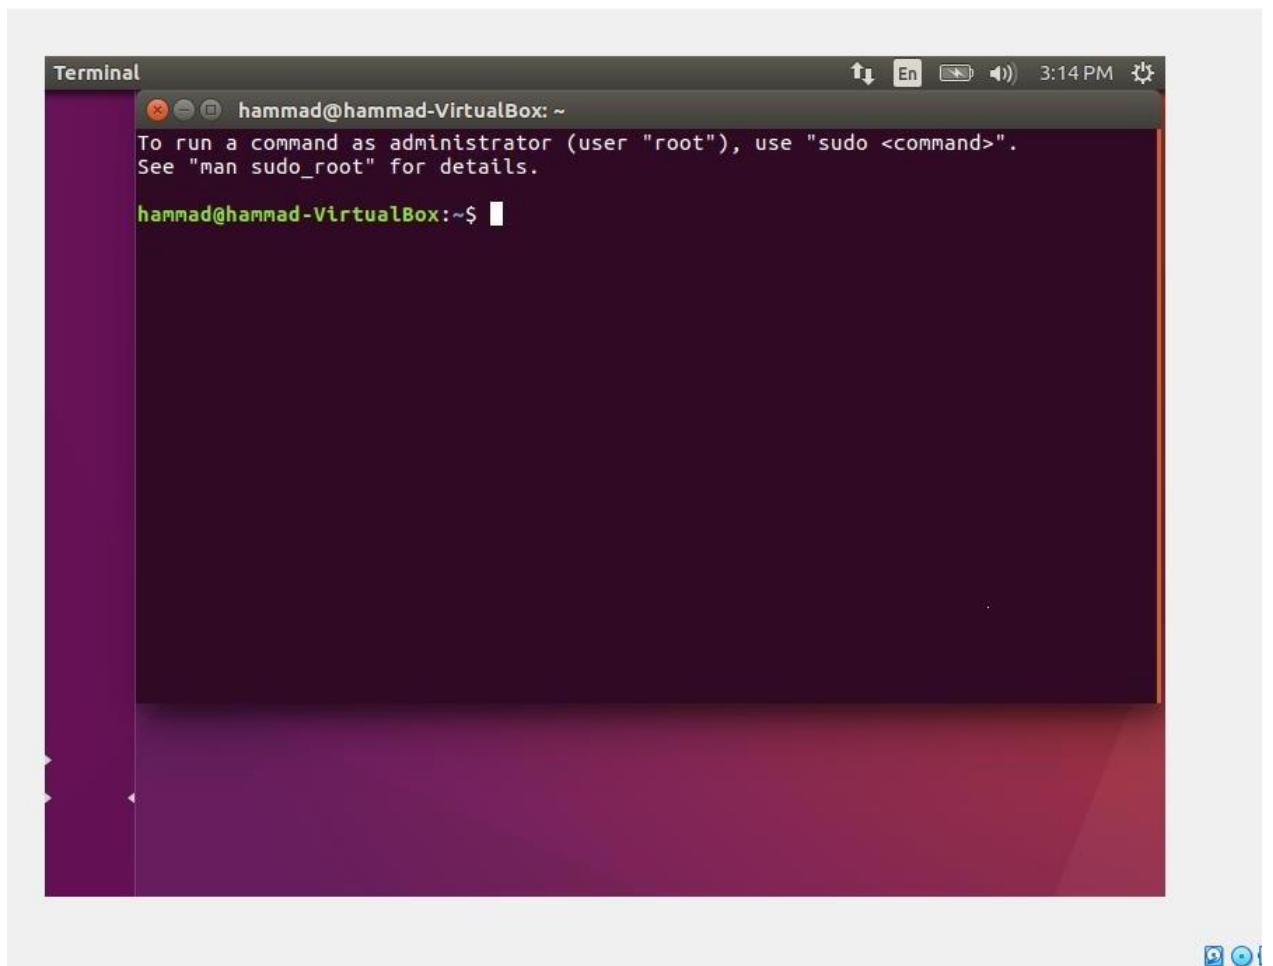 Terminal
En
3:14 PM
hammad@hammad-VirtualBox: ~
To run a command as administrator (user "root"), use "sudo <command>".
See "man sudo_root" for details.
hammad@hammad-VirtualBox:~$